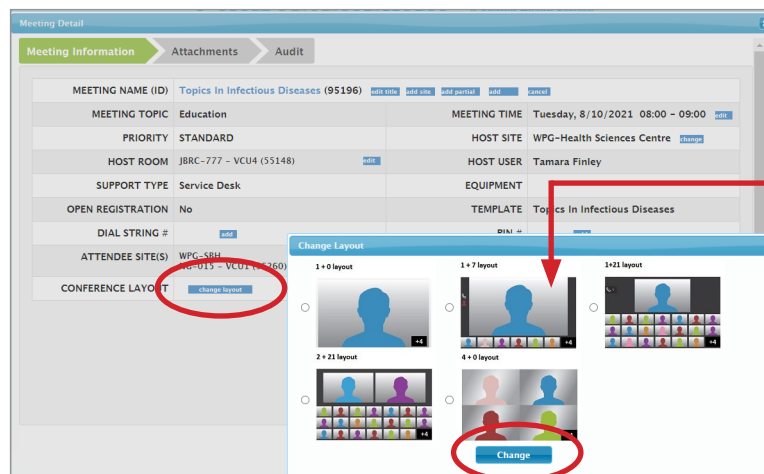 Meeting Detail
Meeting Information Attachments Audit
MEETING NAME (ID) Topics In Infectious Diseases (95196) edit title add site add partial add cancel
MEETING TOPIC Education MEETING TIME Tuesday, 8/10/2021 08:00 - 09:00 edit
PRIORITY STANDARD HOST SITE WPG-Health Sciences Centre change
HOST ROOM JBRC-777 - VCU4 (55148) edit HOST USER Tamara Finley
SUPPORT TYPE Service Desk EQUIPMENT
OPEN REGISTRATION No TEMPLATE Topics In Infectious Diseases
DIAL STRING # add PIN #
ATTENDEE SITE(S) WPG-SBH
-015 - VCU1
CONFERENCE LAYOUT change layout
Change Layout
1 + 0 layout 1 + 7 layout 1+21 layout
+4 +4 +4
2 + 21 layout 4 + 0 layout
+4 +4
Change